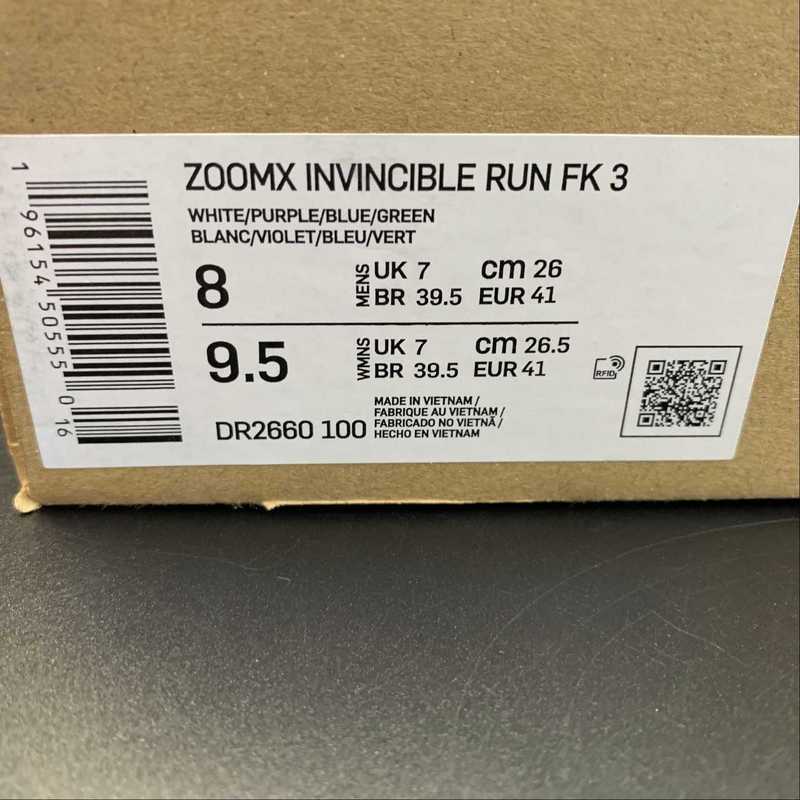 ZOOMX INVINCIBLE RUN FK 3
WHITE/PURPLE/BLUE/GREEN
BLANC/VIOLET/BLEU/VERT
8
MENS
UK 7 cm 26
BR 39.5 EUR 41
9.5
WMNS
UK 7 cm 26.5
BR 39.5 EUR 41
RFID
DR2660 100
MADE IN VIETNAM /
FABRIQUE AU VIETNAM /
FABRICADO NO VIETNÃ /
HECHO EN VIETNAM
1 96154 50555 0 16